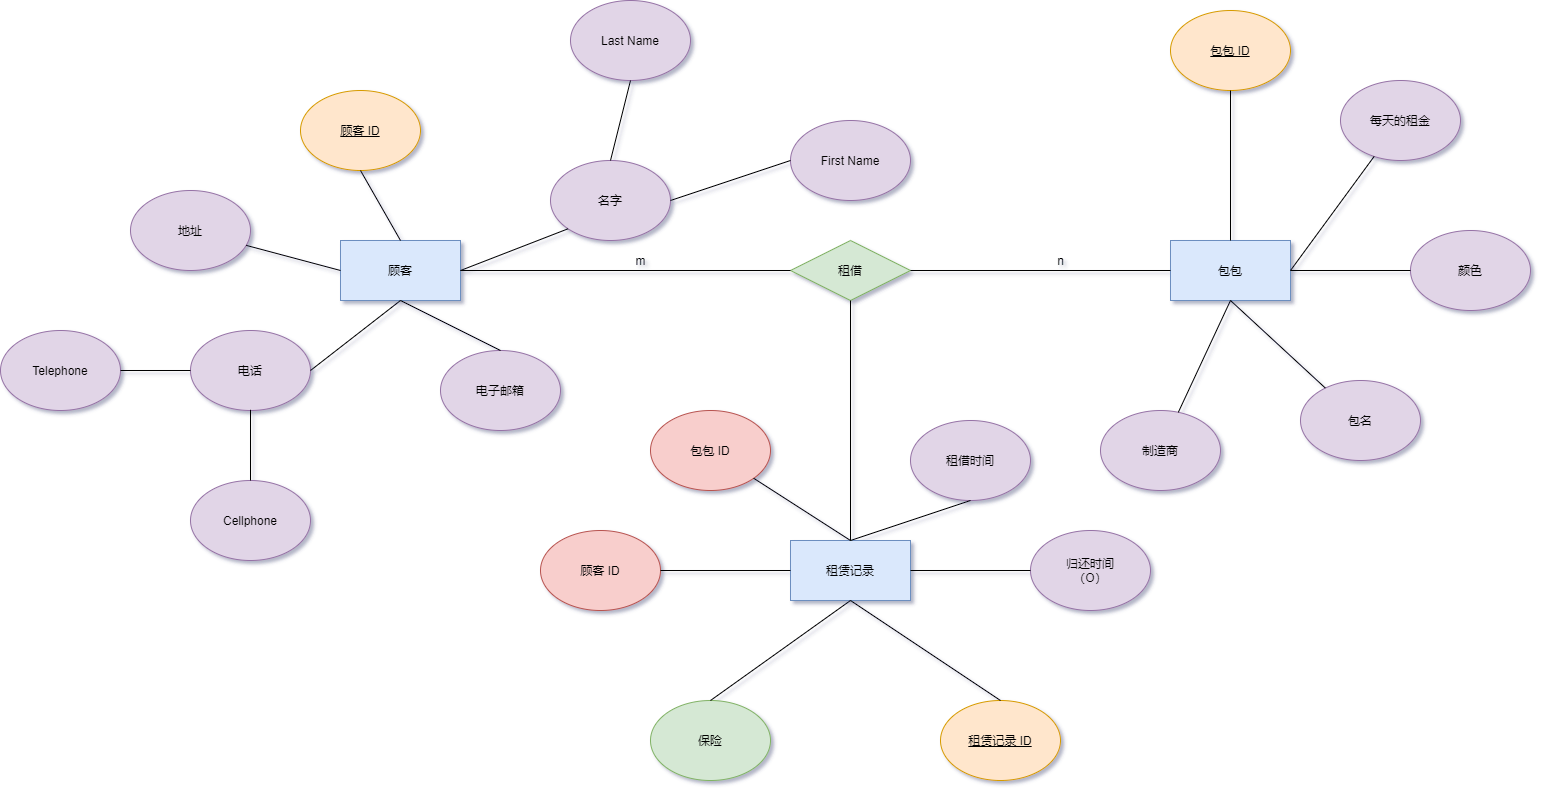 Last Name
包包 ID
每天的租金
顾客 ID
First Name
名字
地址
顾客
m
租借
n
包包
颜色
Telephone
电话
电子邮箱
包名
制造商
包包 ID
租借时间
Cellphone
顾客 ID
租赁记录
归还时间
（O）
保险
租赁记录 ID